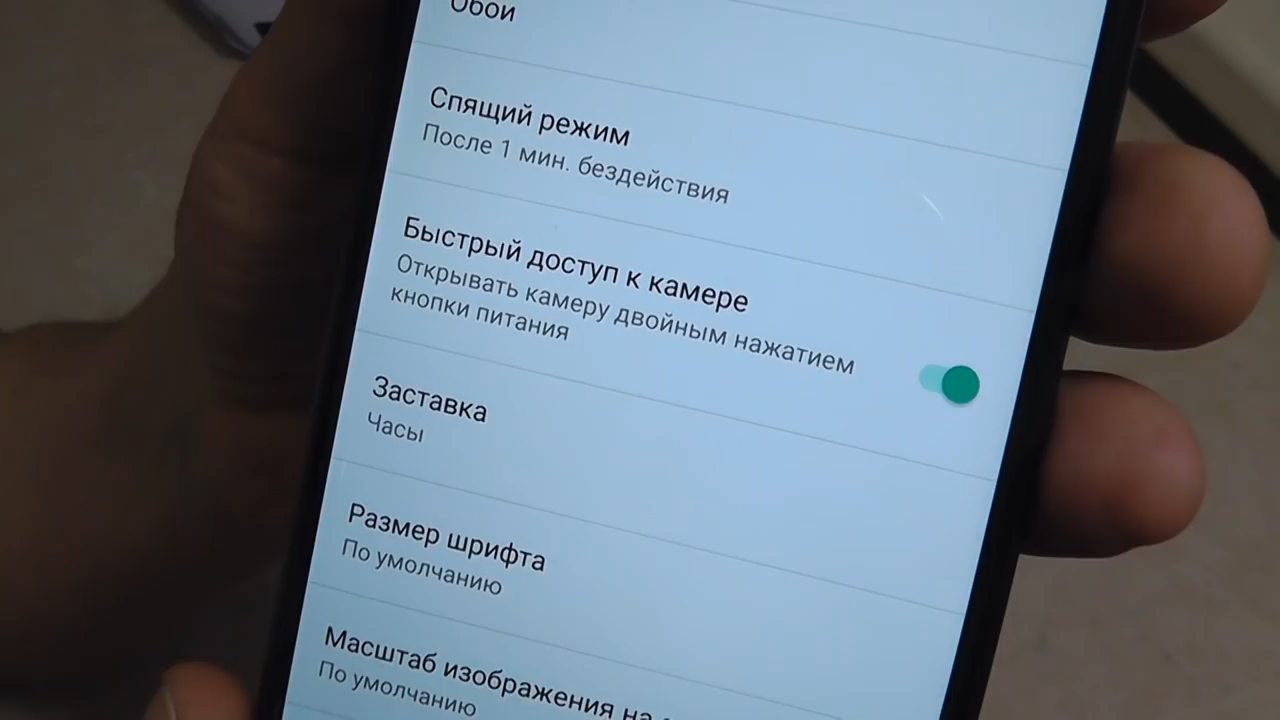 Обои
Спящий режим
После 1 мин. бездействия
Быстрый доступ к камере
Открывать камеру двойным нажатием
кнопки питания
Заставка
Часы
Размер шрифта
По умолчанию
Масштаб изображения на
По умолчанию